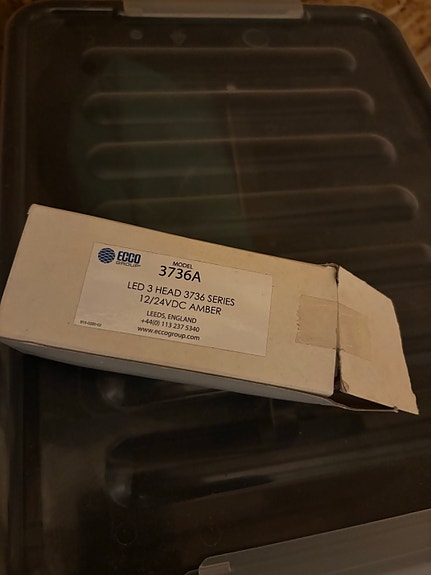 ECCO
GROUP
MODEL
3736A
LED 3 HEAD 3736 SERIES
12/24VDC AMBER
LEEDS, ENGLAND
+44(0) 113 237 5340
www.eccogroup.com